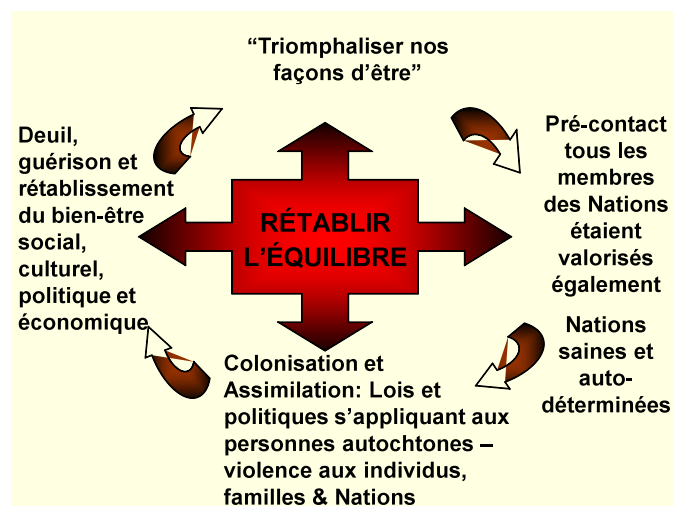 “Triomphaliser nos
façons d’être”
Pré-contact
tous les
membres
des Nations
étaient
valorisés
également
Nations
saines et
auto-
déterminées
Colonisation et
Assimilation: Lois et
politiques s’appliquant aux
personnes autochtones –
violence aux individus,
familles & Nations
Deuil,
guérison et
rétablissement
du bien-être
social,
culturel,
politique et
économique
RÉTABLIR
L’ÉQUILIBRE